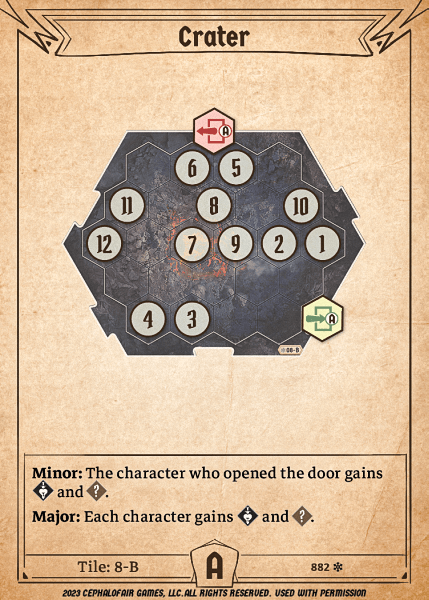 Crater
A
6 5
11 8 10
12 7 9 2 1
4 3
A
08-B
Minor: The character who opened the door gains
and ?.
Major: Each character gains and ?.
Tile: 8-B
A
882
2023 CEPHALOFAIR GAMES, LLC. ALL RIGHTS RESERVED. USED WITH PERMISSION